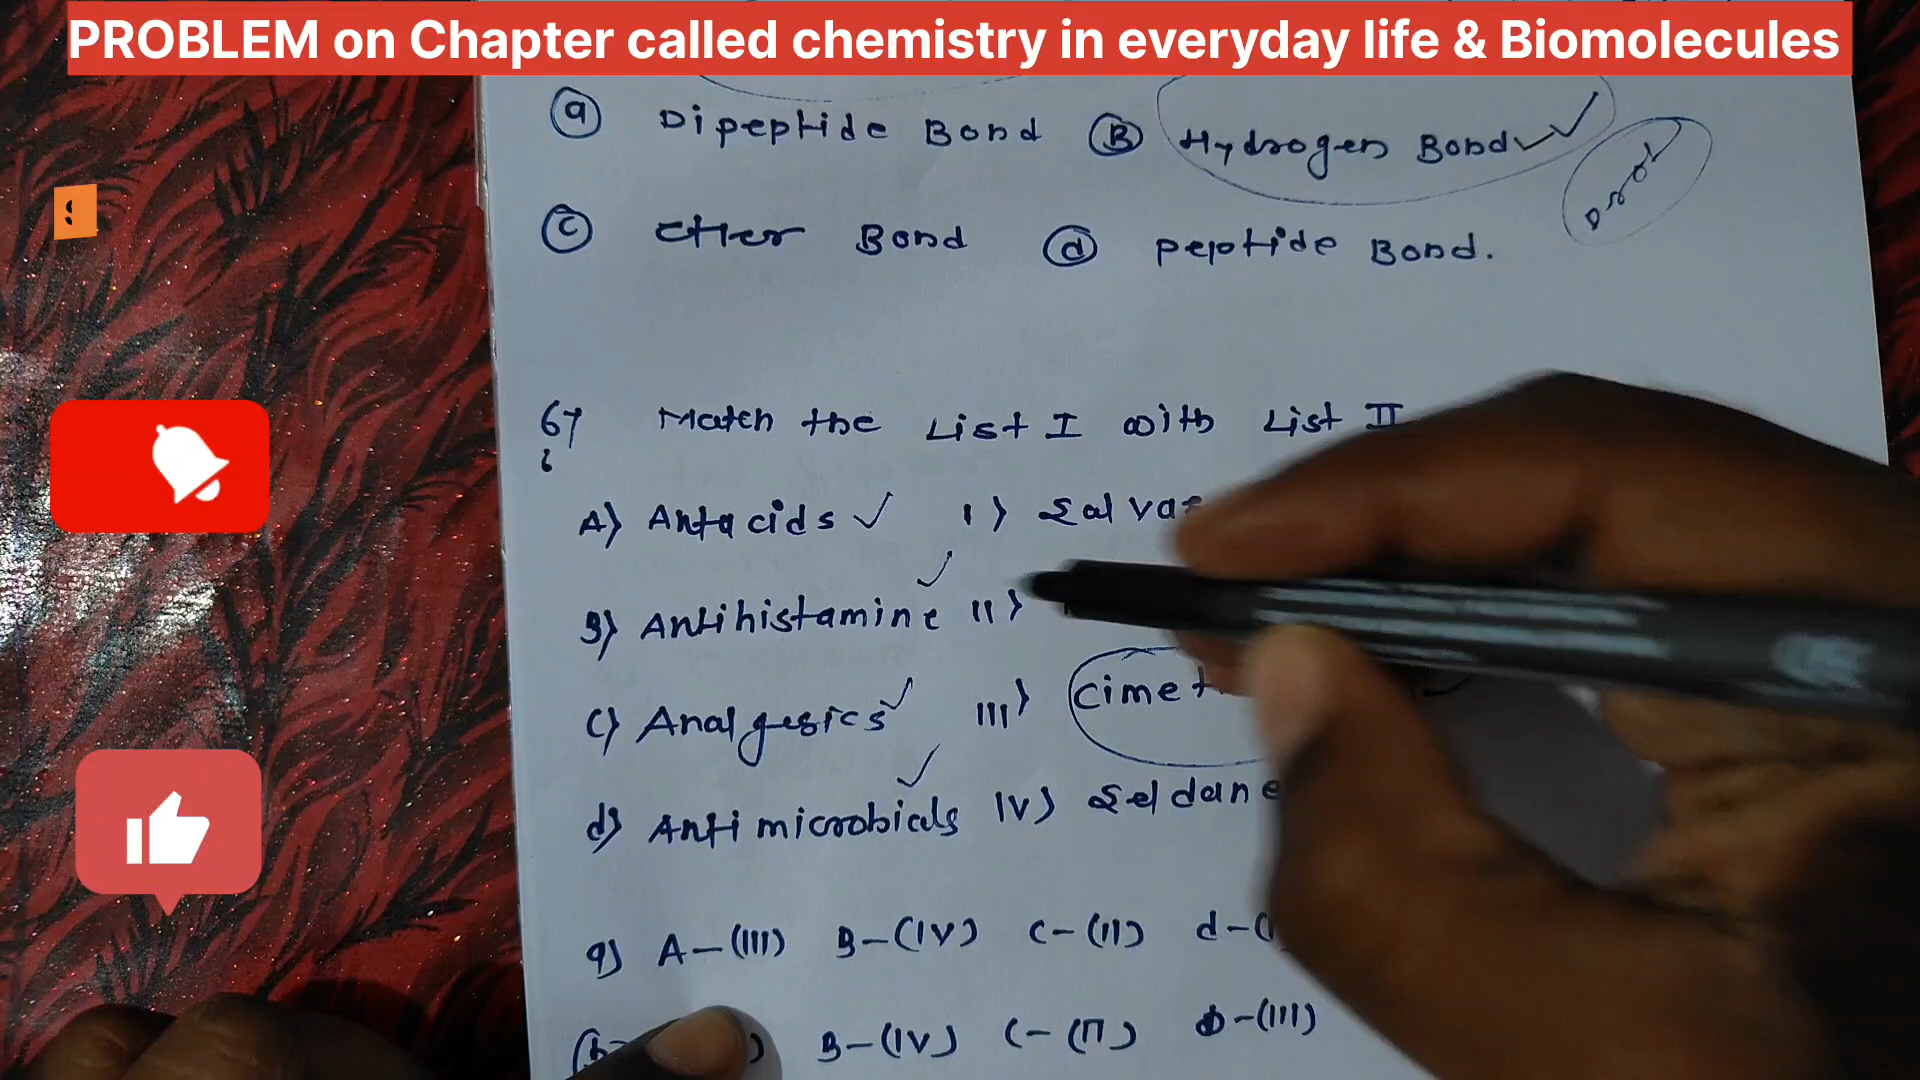 PROBLEM on Chapter called chemistry in everyday life & Biomolecules
a Dipeptide Bond B Hydrogen Bond
c Ether Bond d peptide Bond.
67 Match the List I with List II
A) Antacids I) Salvar
B) Antihistamine II)
C) Analgesics III) Cimet
d) Antimicrobials IV) Seldane
a) A-(III) B-(IV) C-(II) d-(
B-(IV) C-(II) D-(III)